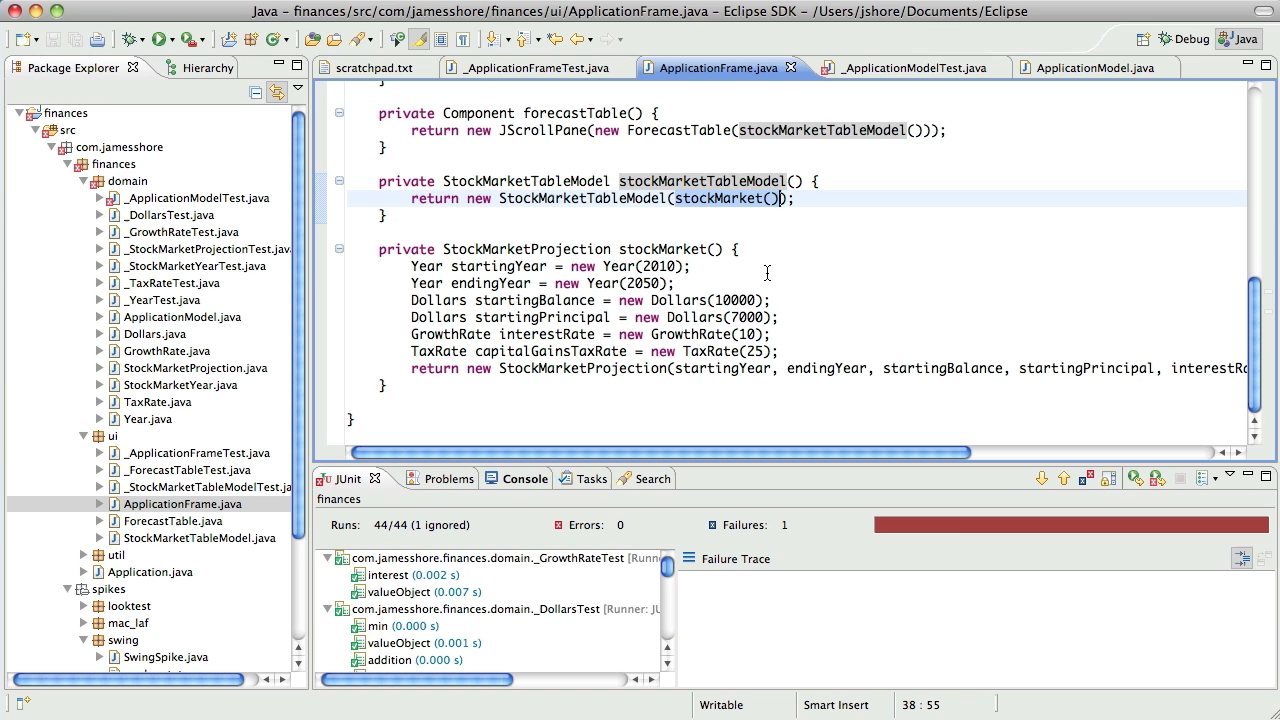 Java - finances/src/com/jamesshore/finances/ui/ApplicationFrame.java - Eclipse SDK - /Users/jshore/Documents/Eclipse
Debug Java
Package Explorer Hierarchy
scratchpad.txt _ApplicationFrameTest.java ApplicationFrame.java _ApplicationModelTest.java ApplicationModel.java
finances
src
com.jamesshore
finances
domain
_ApplicationModelTest.java
_DollarsTest.java
_GrowthRateTest.java
_StockMarketProjectionTest.java
_StockMarketYearTest.java
_TaxRateTest.java
_YearTest.java
ApplicationModel.java
Dollars.java
GrowthRate.java
StockMarketProjection.java
StockMarketYear.java
TaxRate.java
Year.java
ui
_ApplicationFrameTest.java
_ForecastTableTest.java
_StockMarketTableModelTest.ja
ApplicationFrame.java
ForecastTable.java
StockMarketTableModel.java
util
Application.java
spikes
looktest
mac_laf
swing
SwingSpike.java
}
private Component forecastTable() {
return new JScrollPane(new ForecastTable(stockMarketTableModel()));
}
private StockMarketTableModel stockMarketTableModel() {
return new StockMarketTableModel(stockMarket());
}
private StockMarketProjection stockMarket() {
Year startingYear = new Year(2010);
Year endingYear = new Year(2050);
Dollars startingBalance = new Dollars(10000);
Dollars startingPrincipal = new Dollars(7000);
GrowthRate interestRate = new GrowthRate(10);
TaxRate capitalGainsTaxRate = new TaxRate(25);
return new StockMarketProjection(startingYear, endingYear, startingBalance, startingPrincipal, interestRa
}
}
JUnit Problems Console Tasks Search
finances
Runs: 44/44 (1 ignored) Errors: 0 Failures: 1
com.jamesshore.finances.domain._GrowthRateTest [Runn
interest (0.002 s)
valueObject (0.007 s)
com.jamesshore.finances.domain._DollarsTest [Runner: JU
min (0.000 s)
valueObject (0.001 s)
addition (0.000 s)
Failure Trace
Writable Smart Insert 38 : 55